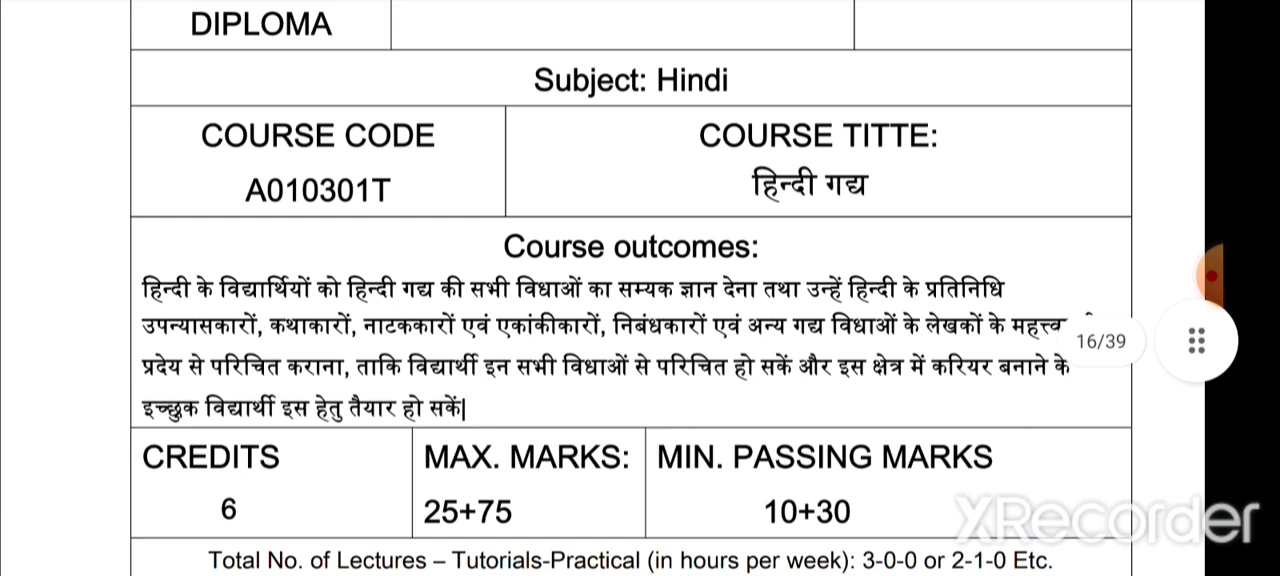 DIPLOMA
Subject: Hindi
COURSE CODE
A010301T
COURSE TITTE:
हिन्दी गद्य
Course outcomes:
हिन्दी के विद्यार्थियों को हिन्दी गद्य की सभी विधाओं का सम्यक ज्ञान देना तथा उन्हें हिन्दी के प्रतिनिधि
उपन्यासकारों, कथाकारों, नाटककारों एवं एकांकीकारों, निबंधकारों एवं अन्य गद्य विधाओं के लेखकों के
प्रदेय से परिचित कराना, ताकि विद्यार्थी इन सभी विधाओं से परिचित हो सकें और इस क्षेत्र में करियर बनाने के
इच्छुक विद्यार्थी इस हेतु तैयार हो सकें|
16/39
CREDITS
6
MAX. MARKS:
25+75
MIN. PASSING MARKS
10+30
XRecorder
Total No. of Lectures – Tutorials-Practical (in hours per week): 3-0-0 or 2-1-0 Etc.